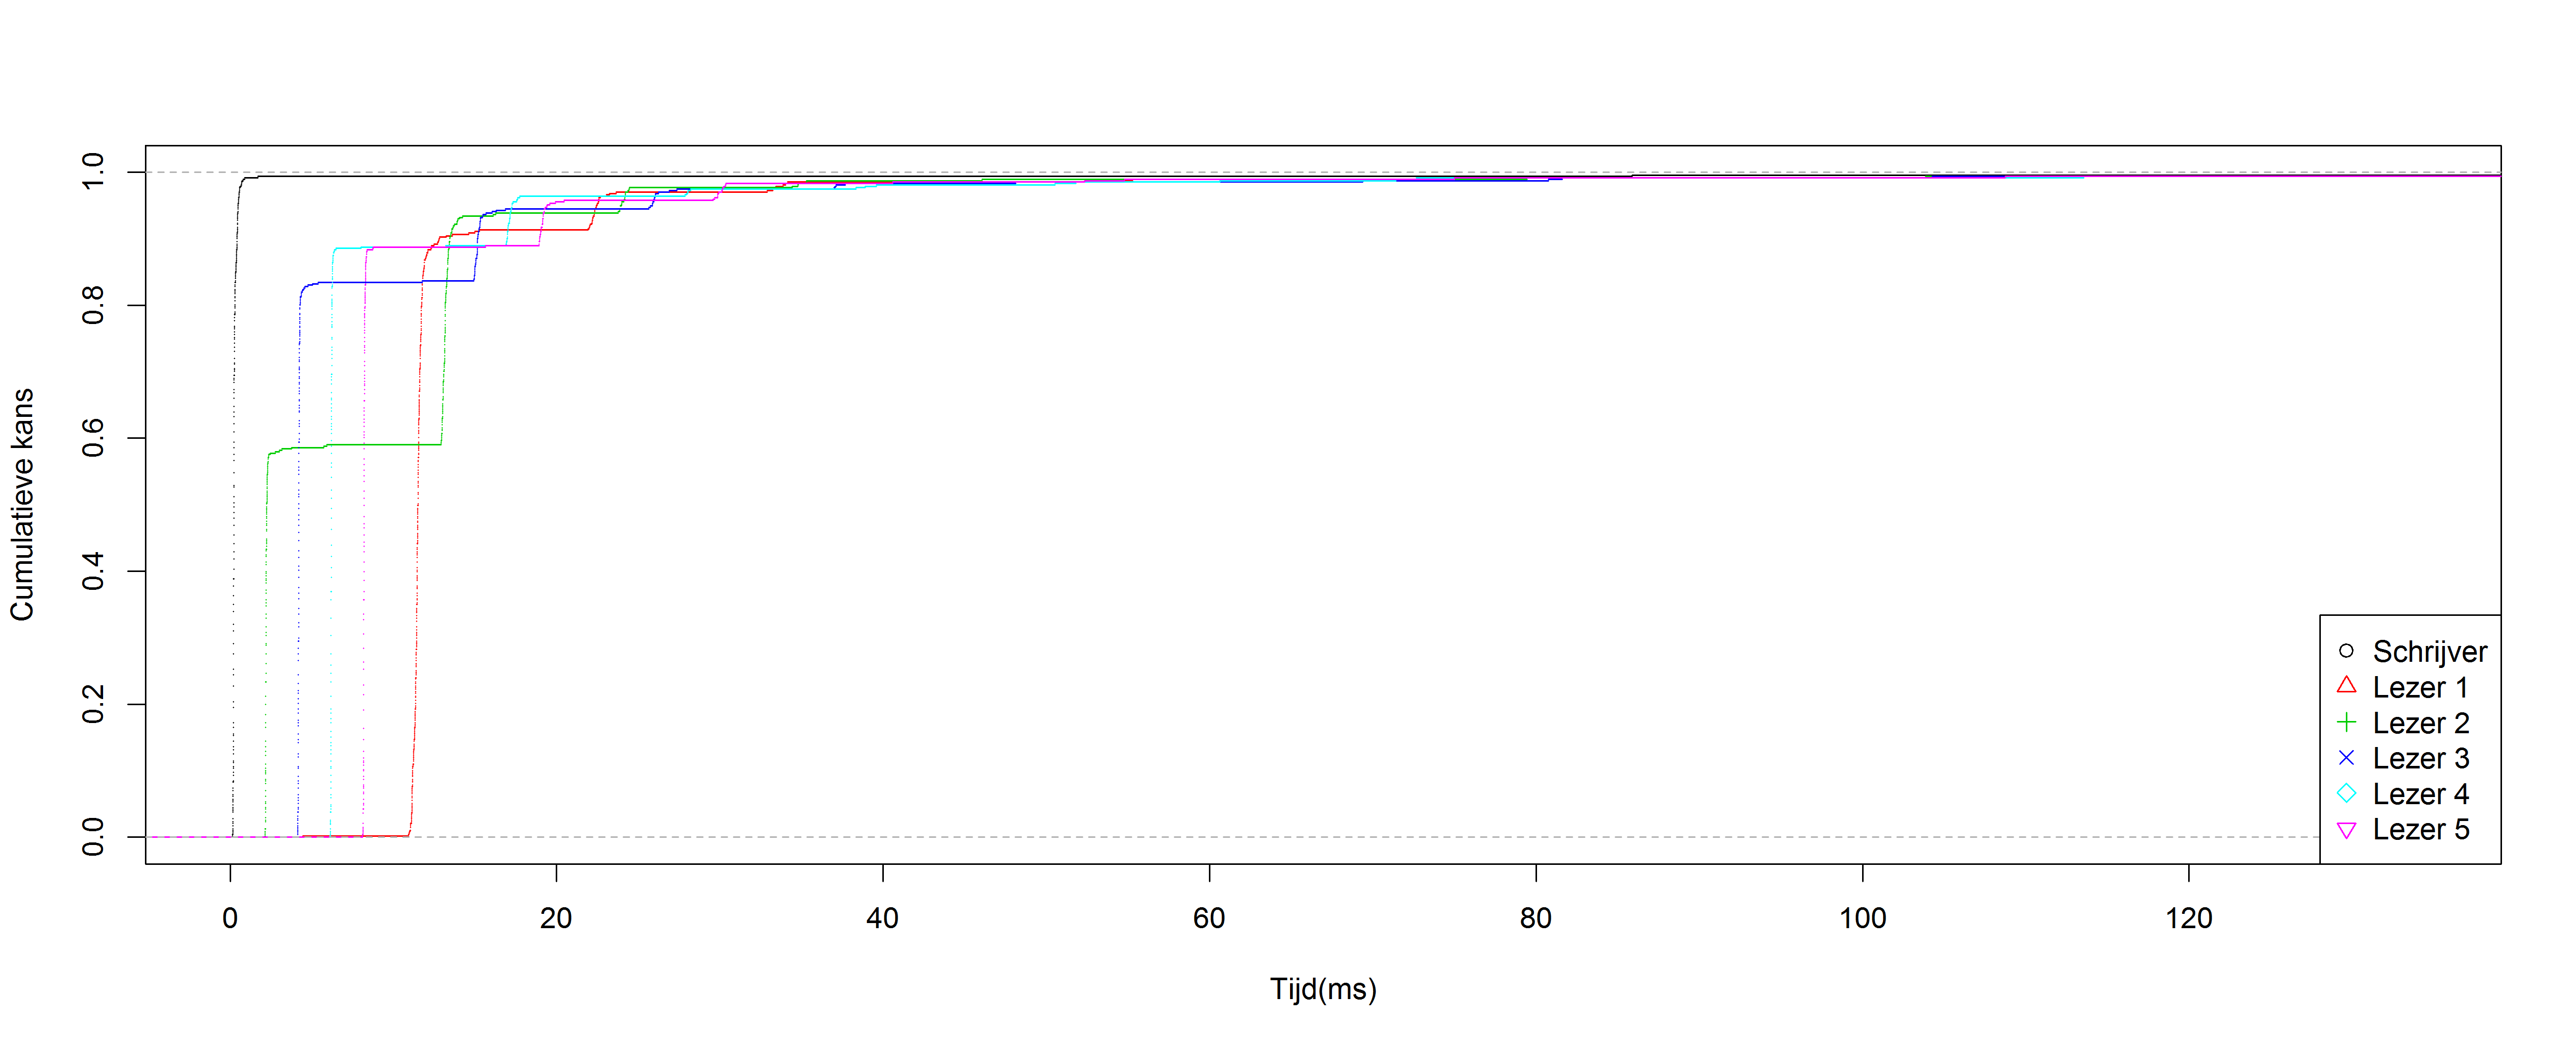 Cumulatieve kans
1.0
0.8
0.6
0.4
0.2
0.0
0 20 40 60 80 100 120
Tijd(ms)
Schrijver
Lezer 1
Lezer 2
Lezer 3
Lezer 4
Lezer 5